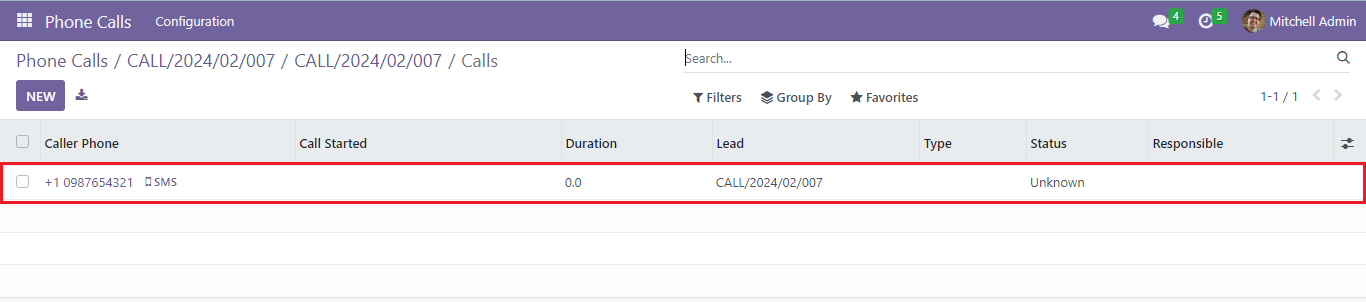 Phone Calls Configuration 4 5 Mitchell Admin
Phone Calls / CALL/2024/02/007 / CALL/2024/02/007 / Calls Search...
NEW Filters Group By Favorites 1-1 / 1
Caller Phone Call Started Duration Lead Type Status Responsible
+1 0987654321 SMS 0.0 CALL/2024/02/007 Unknown